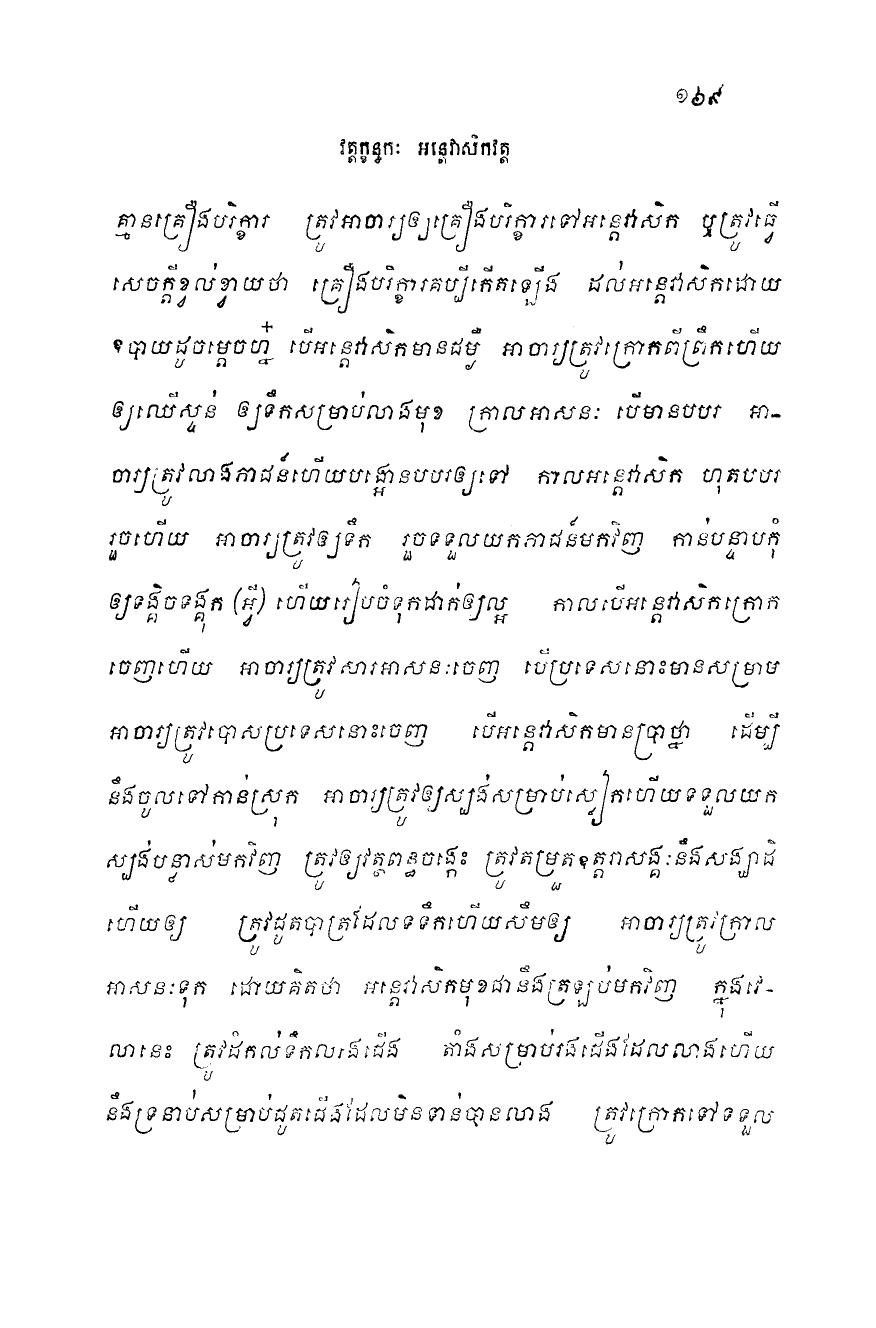 ១៦៩
វត្តក្ខន្ធកៈ អន្តេវាសិកវត្ត
គ្មានគ្រឿងបរិក្ខារ ត្រូវអាចារ្យឲ្យគ្រឿងបរិក្ខារទៅអន្តេវាសិក ឬត្រូវធ្វើ
សេចក្តីខ្វល់ខ្វាយថា គ្រឿងបរិក្ខារគប្បីកើតឡើង ដល់អន្តេវាសិកដោយ
ឧបាយដូចម្តេចហ្ន៎ បើអន្តេវាសិកមានជម្ងឺ អាចារ្យត្រូវក្រោកពីព្រឹកហើយ
ឲ្យឈើស្ទន់ ឲ្យទឹកសម្រាប់លាងមុខ ក្រាលអាសនៈ បើមានបបរ អា-
ចារ្យត្រូវលាងភាជន៍ហើយបង្អោនបបរឲ្យទៅ កាលអន្តេវាសិក ហុតបបរ
រួចហើយ អាចារ្យត្រូវឲ្យទឹក រួចទទួលយកភាជន៍មកវិញ កាន់បន្ទាបកុំ
ឲ្យទង្គិចទង្គុក (អ្វី) ហើយរៀបចំទុកដាក់ឲ្យល្អ កាលបើអន្តេវាសិកក្រោក
ចេញហើយ អាចារ្យត្រូវសារអាសនៈចេញ បើប្រទេសនោះមានសម្រាម
អាចារ្យត្រូវបោសប្រទេសនោះចេញ បើអន្តេវាសិកមានប្រាថ្នា ដើម្បី
នឹងចូលទៅកាន់ស្រុក អាចារ្យត្រូវឲ្យស្បង់សម្រាប់ស្លៀកហើយទទួលយក
ស្បង់បន្លាស់មកវិញ ត្រូវឲ្យវត្ថពន្ធចង្កេះ ត្រូវតម្រួតឧត្តរាសង្គៈនឹងសង្ឃាដិ
ហើយឲ្យ ត្រូវជូតបាត្រដែលទទឹកហើយសឹមឲ្យ អាចារ្យត្រូវក្រាល
អាសនៈទុក ដោយគិតថា អន្តេវាសិកមុខជានឹងត្រឡប់មកវិញ ក្នុងវេ-
លានេះ ត្រូវដំកល់ទឹកលាងជើង តាំងសម្រាប់រងជើងដែលលាងហើយ
នឹងទ្រនាប់សម្រាប់ជូតជើងដែលមិនទាន់បានលាង ត្រូវក្រោកទៅទទួល